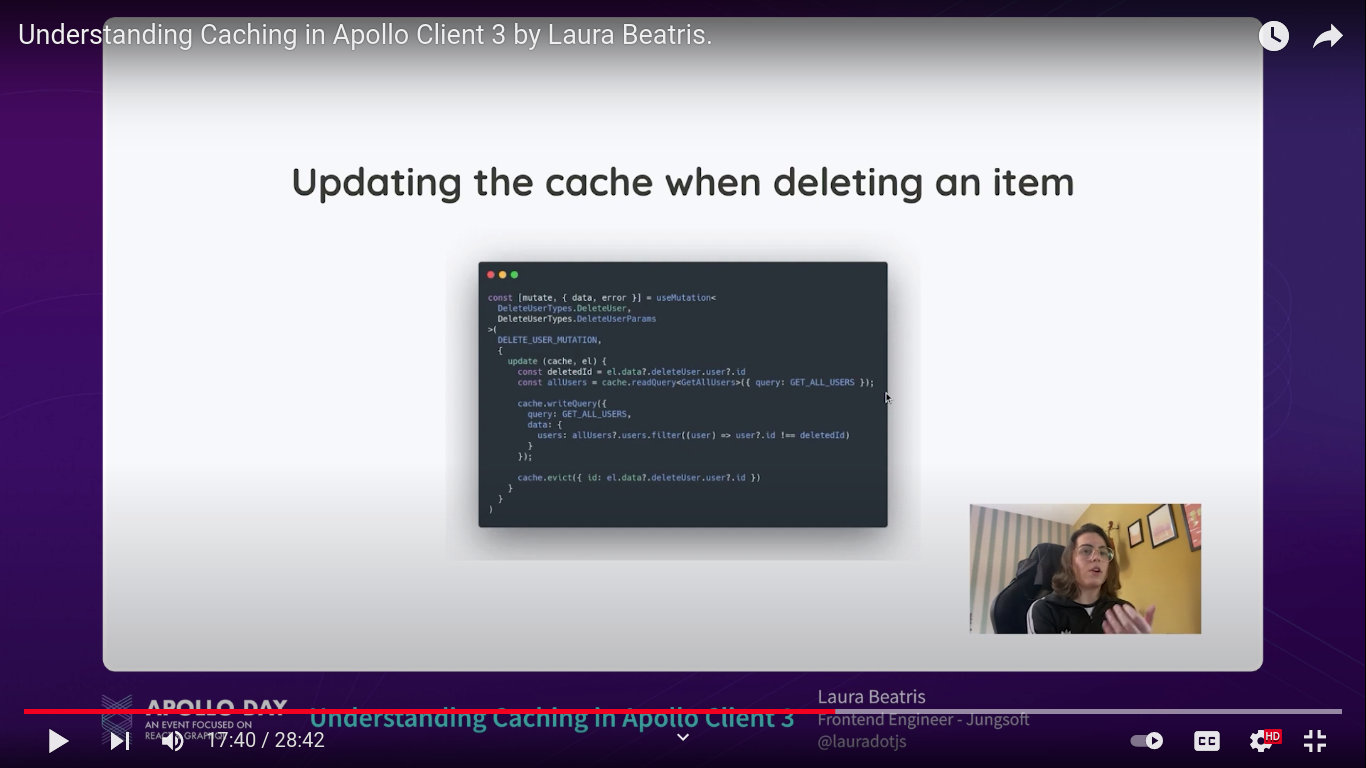 Understanding Caching in Apollo Client 3 by Laura Beatris.
Updating the cache when deleting an item
const [mutate, { data, error }] = useMutation<
DeleteUserTypes.DeleteUser,
DeleteUserTypes.DeleteUserParams
>(
DELETE_USER_MUTATION,
{
update (cache, el) {
const deletedId = el.data?.deleteUser.user?.id
const allUsers = cache.readQuery<GetAllUsers>({ query: GET_ALL_USERS });
cache.writeQuery({
query: GET_ALL_USERS,
data: {
users: allUsers?.users.filter((user) => user?.id !== deletedId)
}
});
cache.evict({ id: el.data?.deleteUser.user?.id })
}
}
)
APOLLO DAY
AN EVENT FOCUSED ON
Understanding Caching in Apollo Client 3
Laura Beatris
Frontend Engineer - Jungsoft
@lauradotjs
17:40 / 28:42
CC
HD